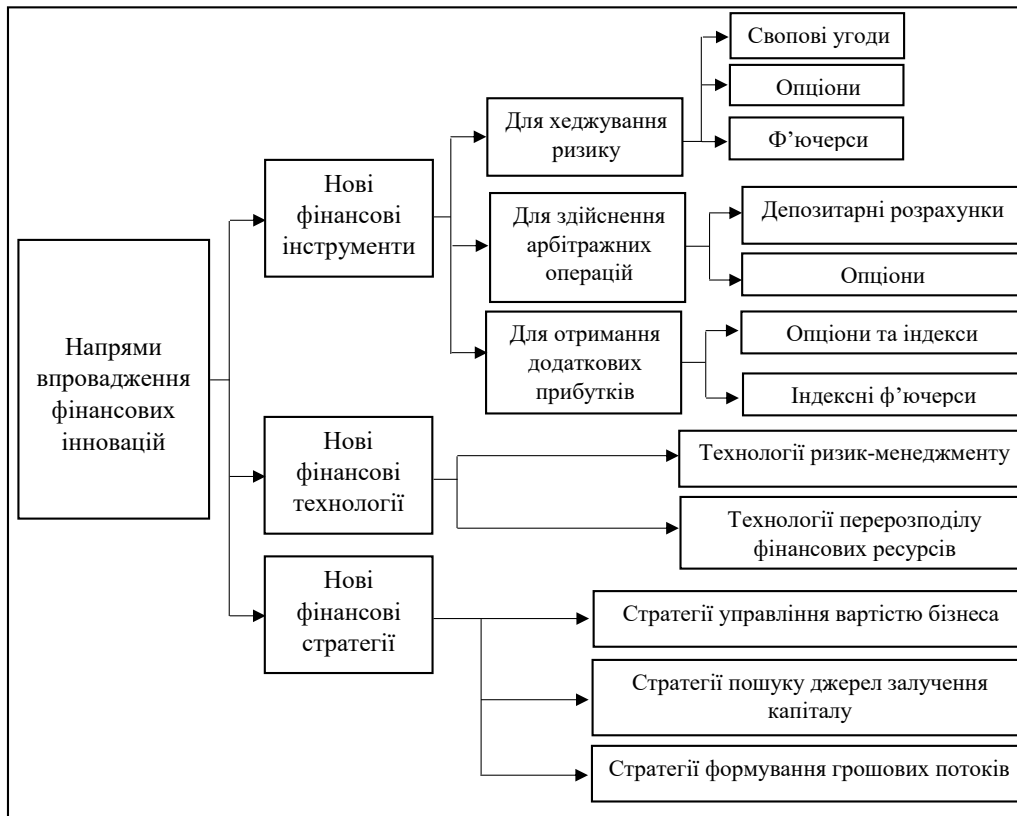 Свопові угоди
Опціони
Ф’ючерси
Для хеджування
ризику
Нові
фінансові
інструменти
Для здійснення
арбітражних
операцій
Депозитарні розрахунки
Опціони
Для отримання
додаткових
прибутків
Опціони та індекси
Індексні ф’ючерси
Напрями
впровадження
фінансових
інновацій
Нові
фінансові
технології
Технології ризик-менеджменту
Технології перерозподілу
фінансових ресурсів
Нові
фінансові
стратегії
Стратегії управління вартістю бізнеса
Стратегії пошуку джерел залучення
капіталу
Стратегії формування грошових потоків